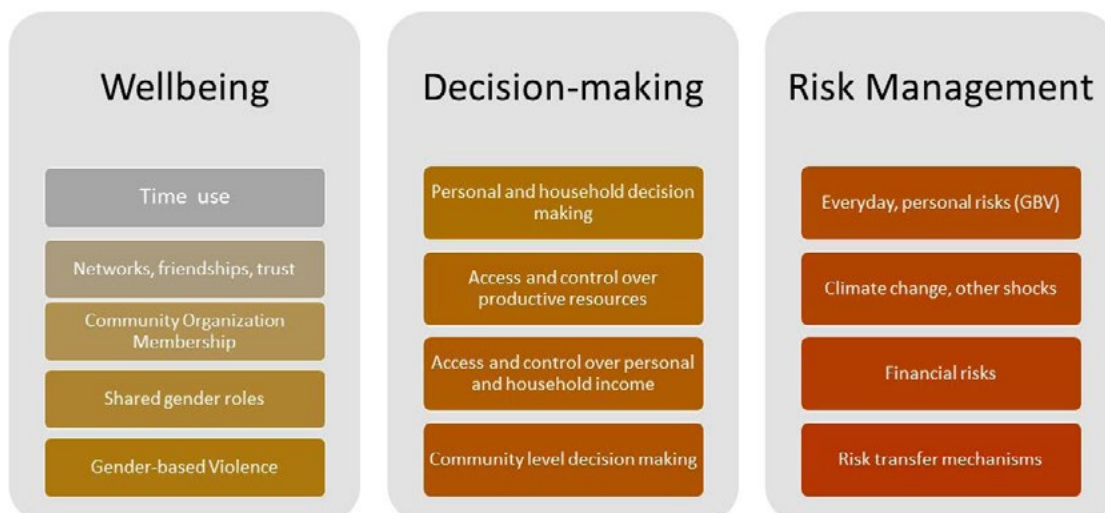 Wellbeing
Time use
Networks, friendships, trust
Community Organization
Membership
Shared gender roles
Gender-based Violence
Decision-making
Personal and household decision
making
Access and control over
productive resources
Access and control over personal
and household income
Community level decision making
Risk Management
Everyday, personal risks (GBV)
Climate change, other shocks
Financial risks
Risk transfer mechanisms